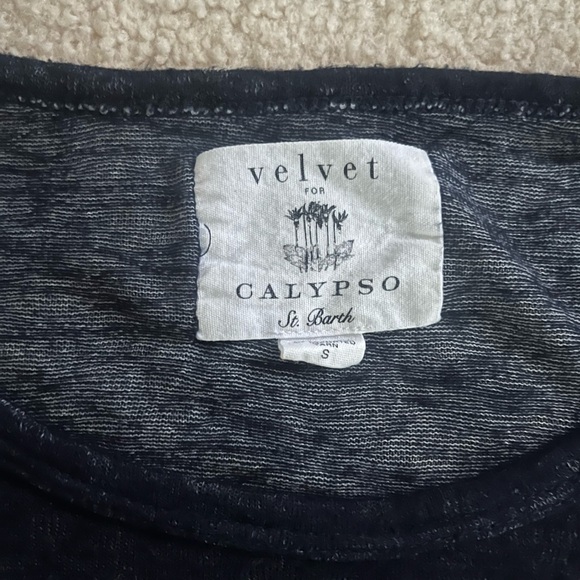 velvet
FOR
CALYPSO
St. Barth
S